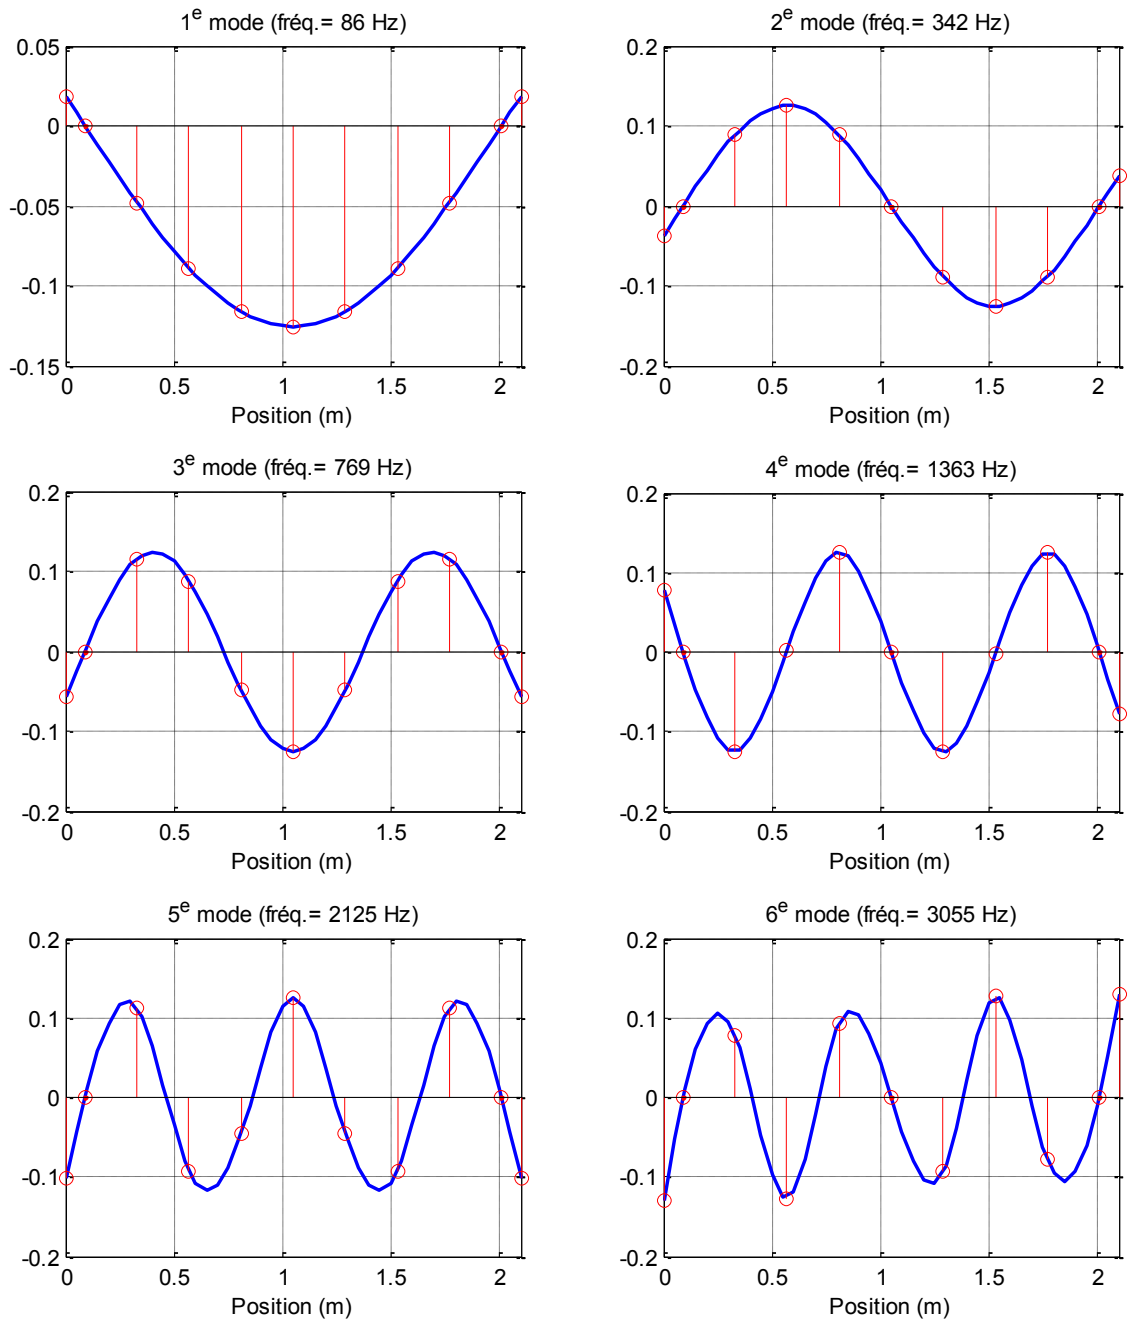 1e mode (fréq.= 86 Hz)
0.05
0
-0.05
-0.1
-0.15
0 0.5 1 1.5 2
Position (m)
2e mode (fréq.= 342 Hz)
0.2
0.1
0
-0.1
-0.2
0 0.5 1 1.5 2
Position (m)
3e mode (fréq.= 769 Hz)
0.2
0.1
0
-0.1
-0.2
0 0.5 1 1.5 2
Position (m)
4e mode (fréq.= 1363 Hz)
0.2
0.1
0
-0.1
-0.2
0 0.5 1 1.5 2
Position (m)
5e mode (fréq.= 2125 Hz)
0.2
0.1
0
-0.1
-0.2
0 0.5 1 1.5 2
Position (m)
6e mode (fréq.= 3055 Hz)
0.2
0.1
0
-0.1
-0.2
0 0.5 1 1.5 2
Position (m)